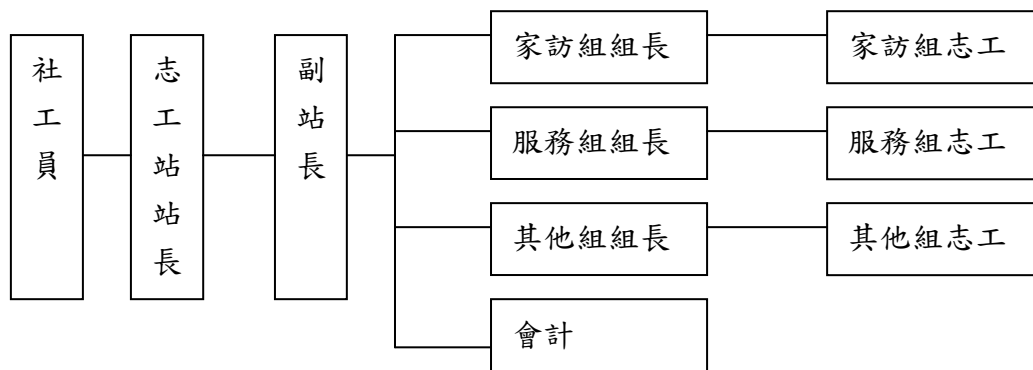 社工員
志工站站長
副站長
家訪組組長
家訪組志工
服務組組長
服務組志工
其他組組長
其他組志工
會計